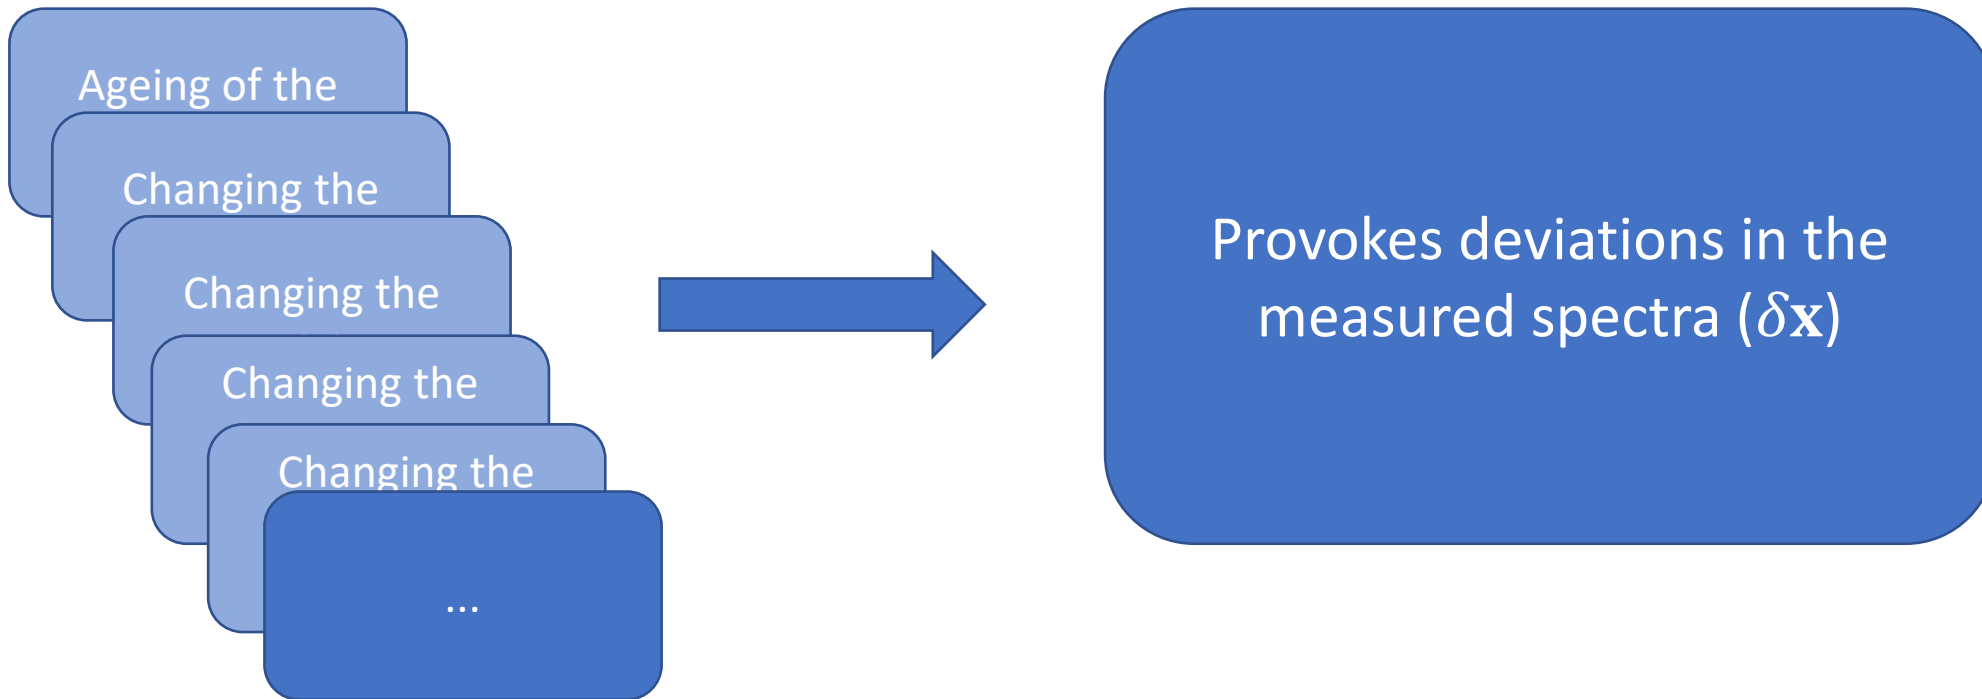 Ageing of the
Changing the
Changing the
Changing the
Changing the
...
Provokes deviations in the
measured spectra (δx)